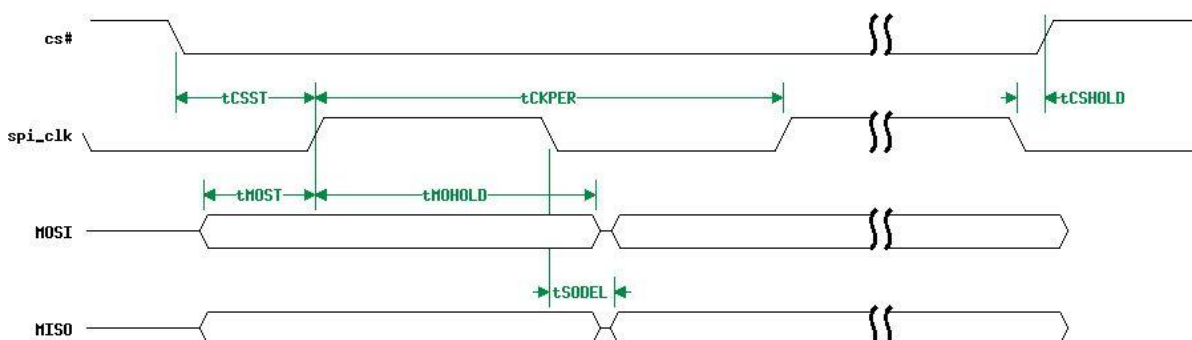 cs#
tCSST
tCKPER
tCSHOLD
spi_clk
tMOST
tMOHOLD
MOSI
tSODEL
MISO